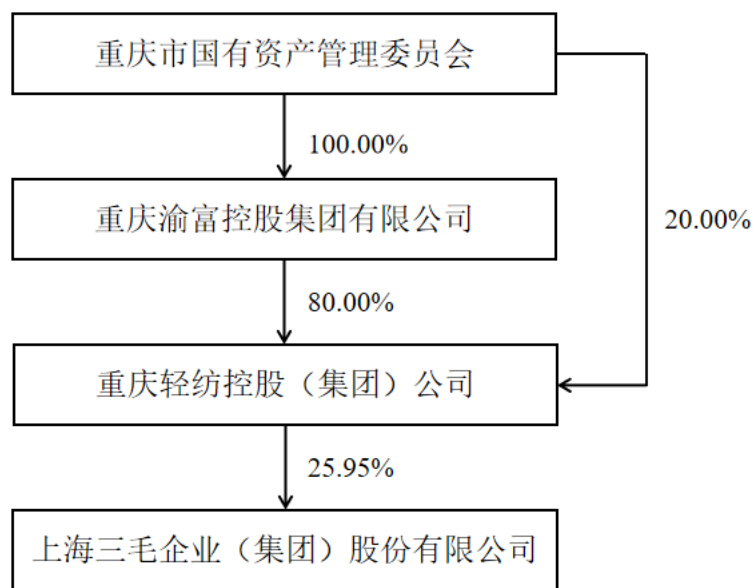 重庆市国有资产管理委员会
100.00%
重庆渝富控股集团有限公司
20.00%
80.00%
重庆轻纺控股（集团）公司
25.95%
上海三毛企业（集团）股份有限公司